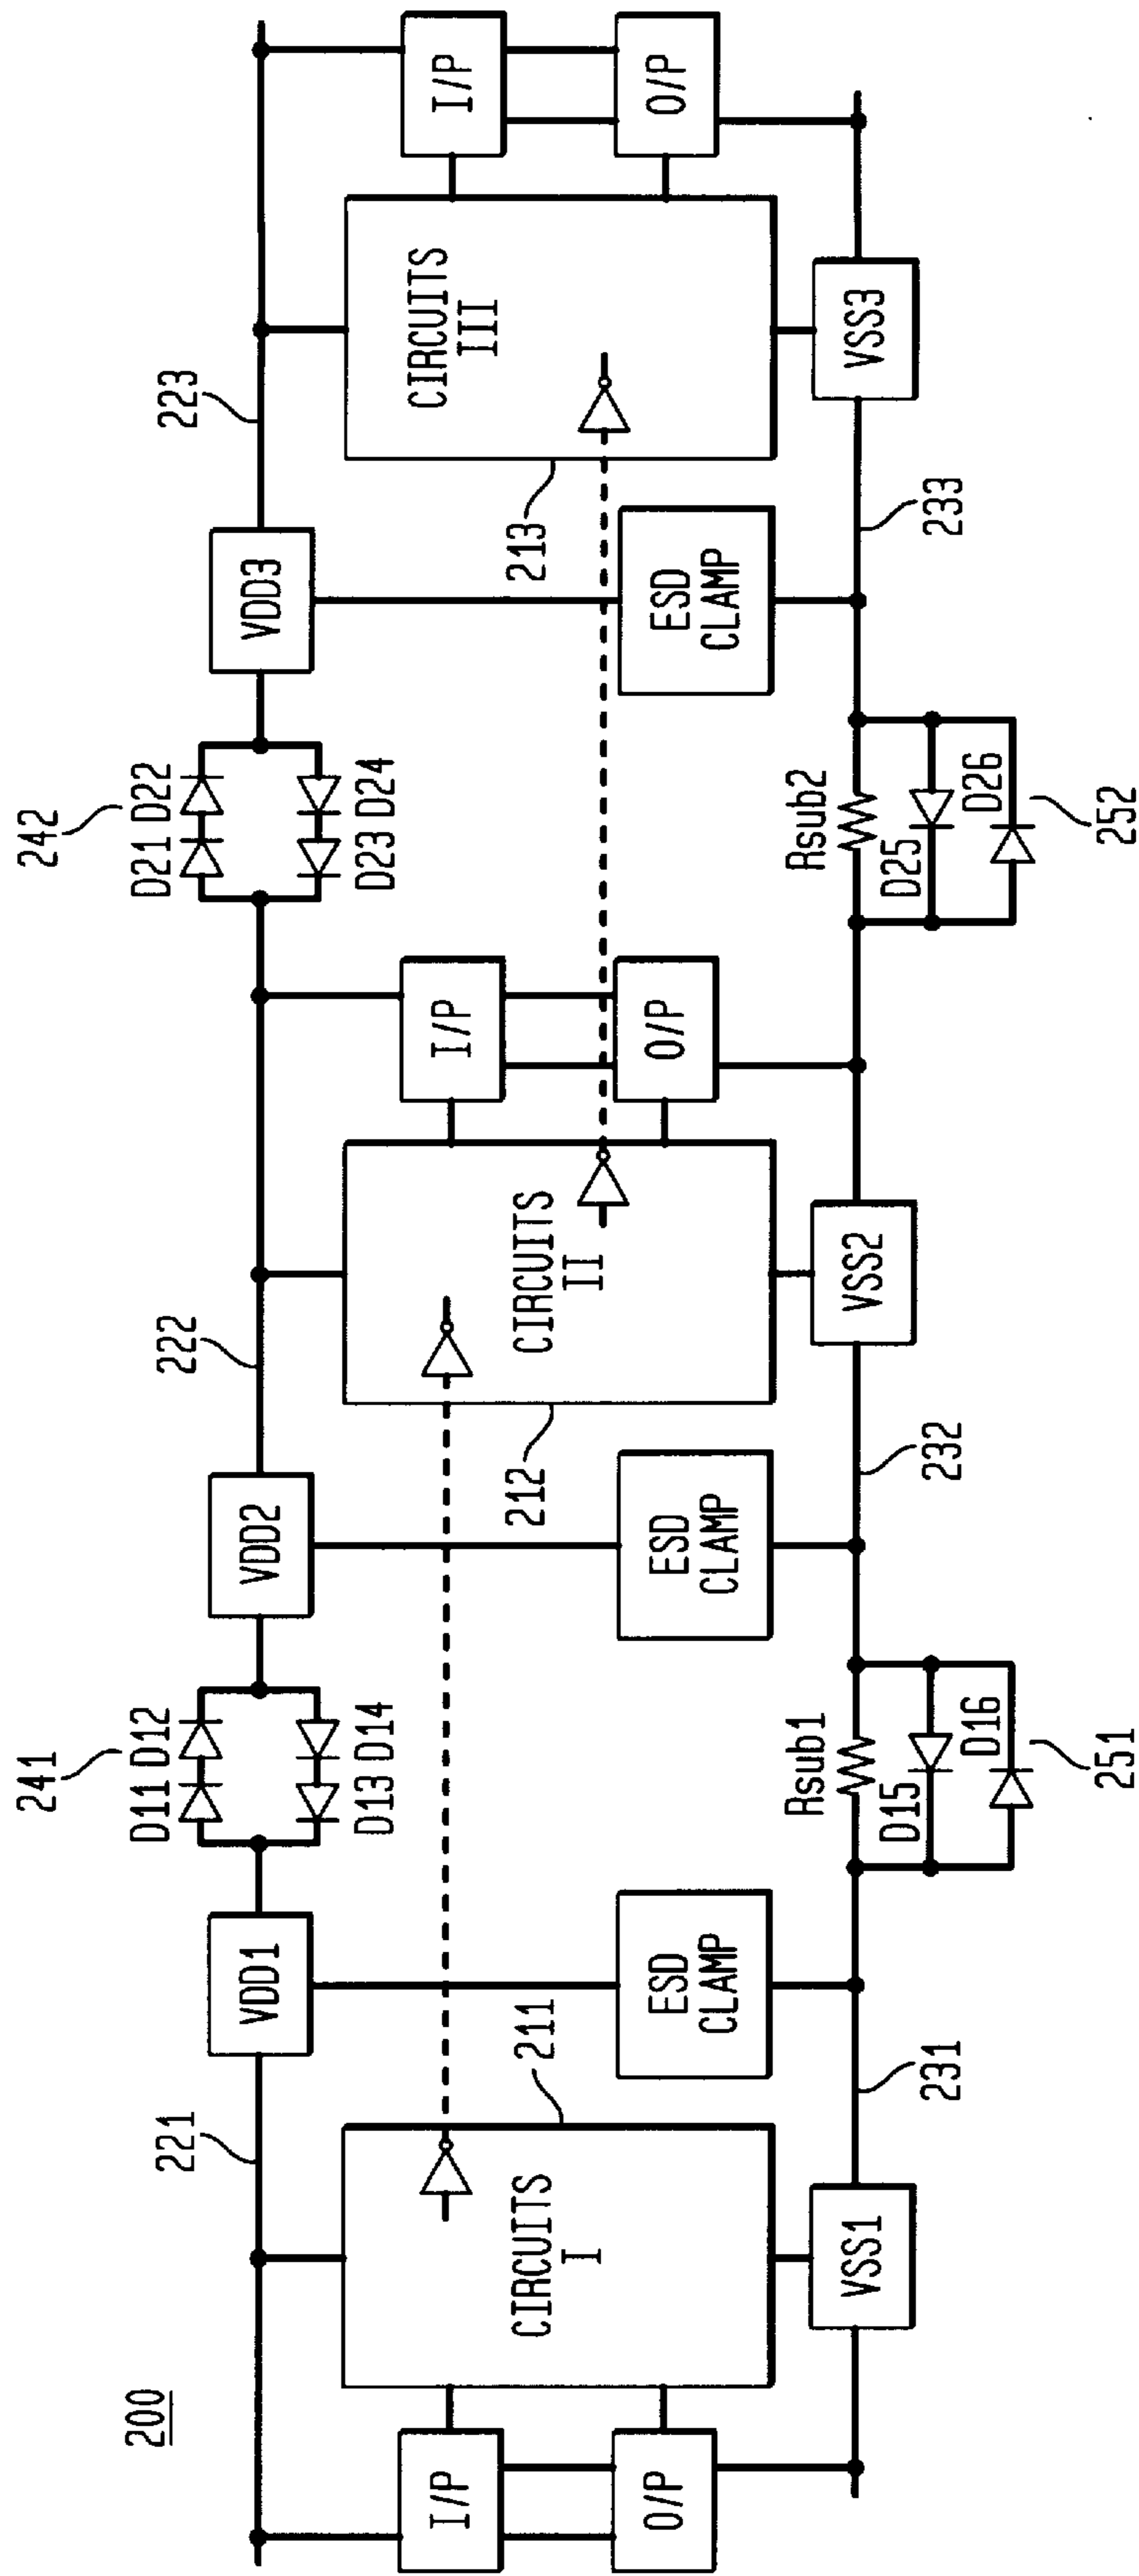 200
241
242
D11 D12
D21 D22
221
222
223
VDD1
VDD2
VDD3
D13 D14
D23 D24
I/P
I/P
I/P
CIRCUITS
I
CIRCUITS
II
CIRCUITS
III
211
212
213
O/P
ESD
CLAMP
ESD
CLAMP
O/P
ESD
CLAMP
O/P
Rsub1
Rsub2
VSS1
VSS2
VSS3
D15
D25
231
232
233
D16
D26
251
252